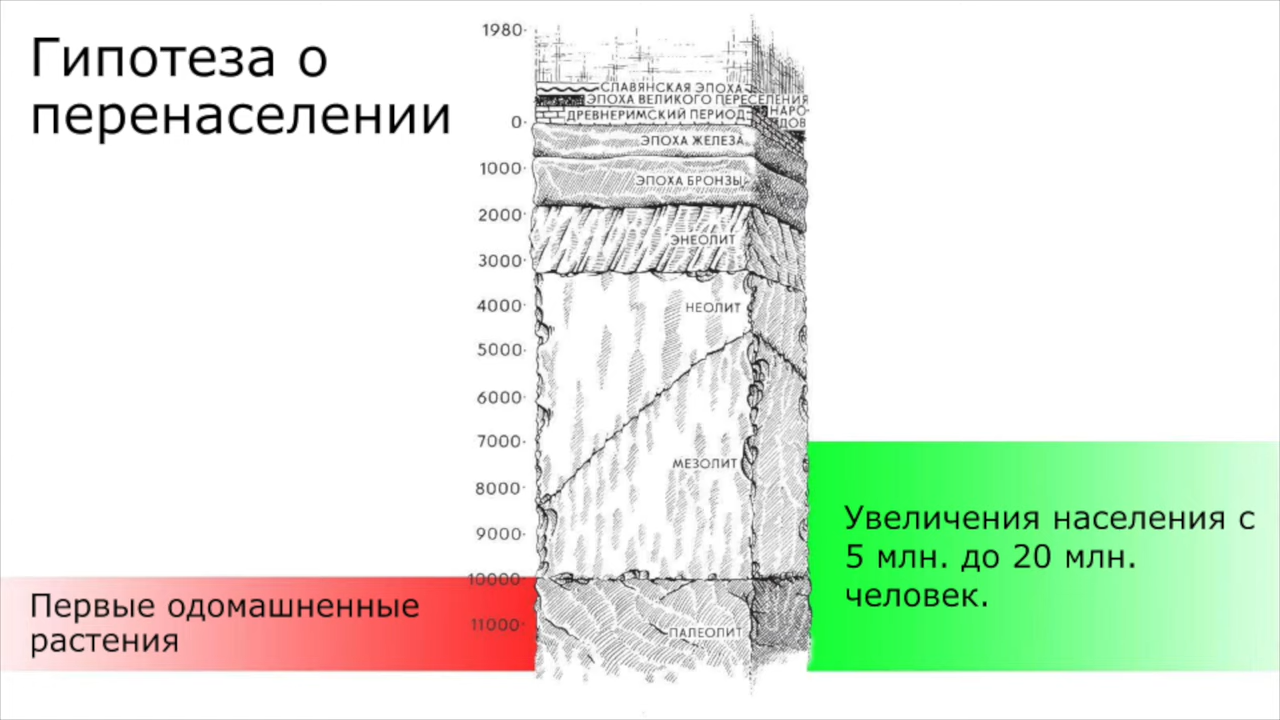 Гипотеза о
перенаселении
1980
СЛАВЯНСКАЯ ЭПОХА
ЭПОХА ВЕЛИКОГО ПЕРЕСЕЛЕНИЯ
ДРЕВНЕРИМСКИЙ ПЕРИОД
НАРО-
ДОВ
0
ЭПОХА ЖЕЛЕЗА
1000
ЭПОХА БРОНЗЫ
2000
ЭНЕОЛИТ
3000
4000
НЕОЛИТ
5000
6000
7000
МЕЗОЛИТ
8000
9000
10000
11000
ПАЛЕОЛИТ
Первые одомашненные
растения
Увеличения населения с
5 млн. до 20 млн.
человек.